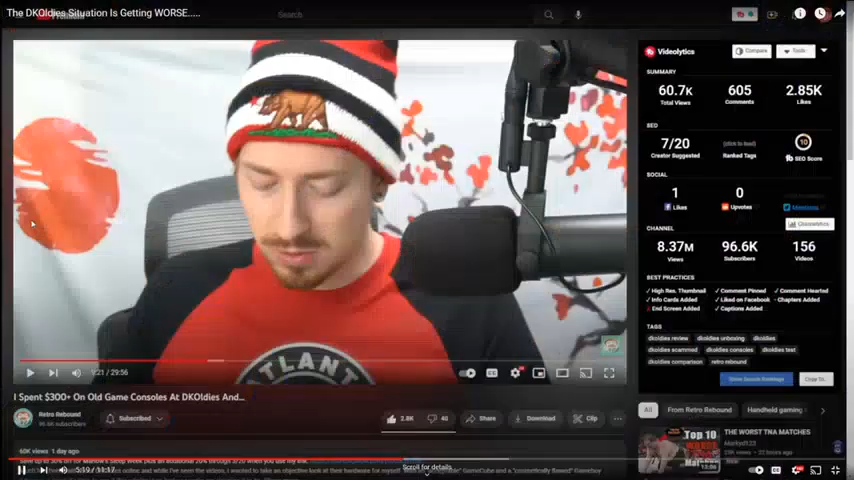 The DKOldies Situation Is Getting WORSE.....
Search
Videolytics
Compare
Tools
SUMMARY
60.7K
605
2.85K
Total Views
Comments
Likes
SEO
7/20
10
Creator Suggested
Ranked Tags
SEO Score
SOCIAL
1
0
Likes
Upvotes
CHANNEL
8.37M
96.6K
156
Views
Subscribers
Videos
BEST PRACTICES
✓ High Res. Thumbnail
✓ Comment Pinned
✓ Comment Hearted
✓ Info Cards Added
✓ Liked on Facebook
- Chapters Added
End Screen Added
✓ Captions Added
TAGS
dkoldies review
dkoldies unboxing
dkoldies
dkoldies scammed
dkoldies consoles
dkoldies test
dkoldies comparison
retro rebound
ATLANT
1:21 / 29:56
I Spent $300+ On Old Game Consoles At DKOldies And...
Retro Rebound
Subscribed
2.8K
Share
Download
Clip
All
From Retro Rebound
Handheld gaming
60K views 1 day ago
Top 10
THE WORST TNA MATCHES
5:19 / 11:17
Scroll for details